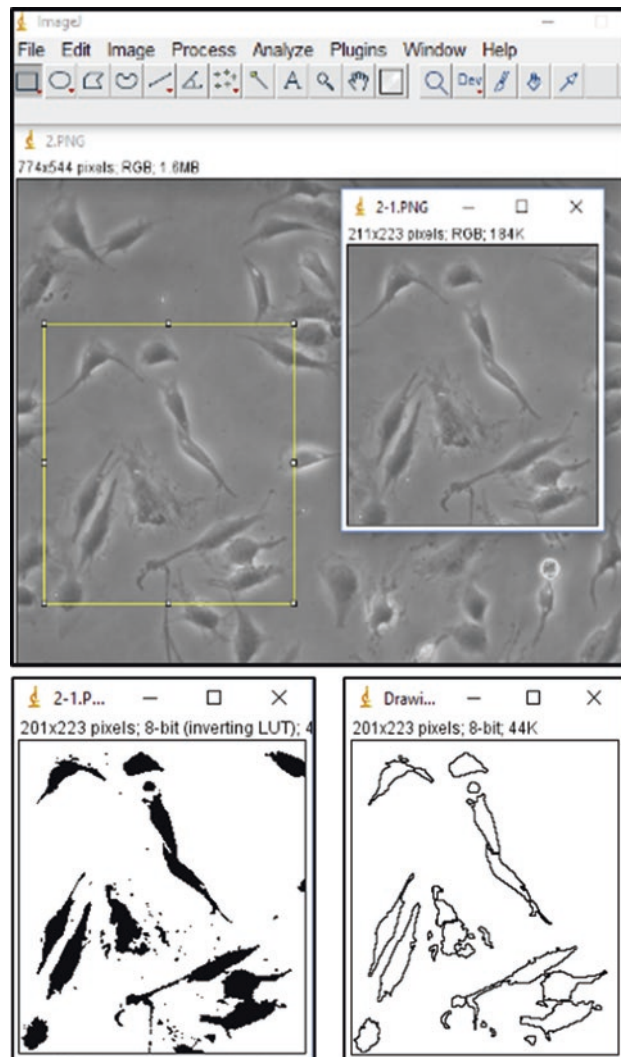 ImageJ
File Edit Image Process Analyze Plugins Window Help
A Dev
2.PNG
774x544 pixels; RGB; 1.6MB
2-1.PNG
211x223 pixels; RGB; 184K
2-1.P...
201x223 pixels; 8-bit (inverting LUT); 4
Drawi...
201x223 pixels; 8-bit; 44K